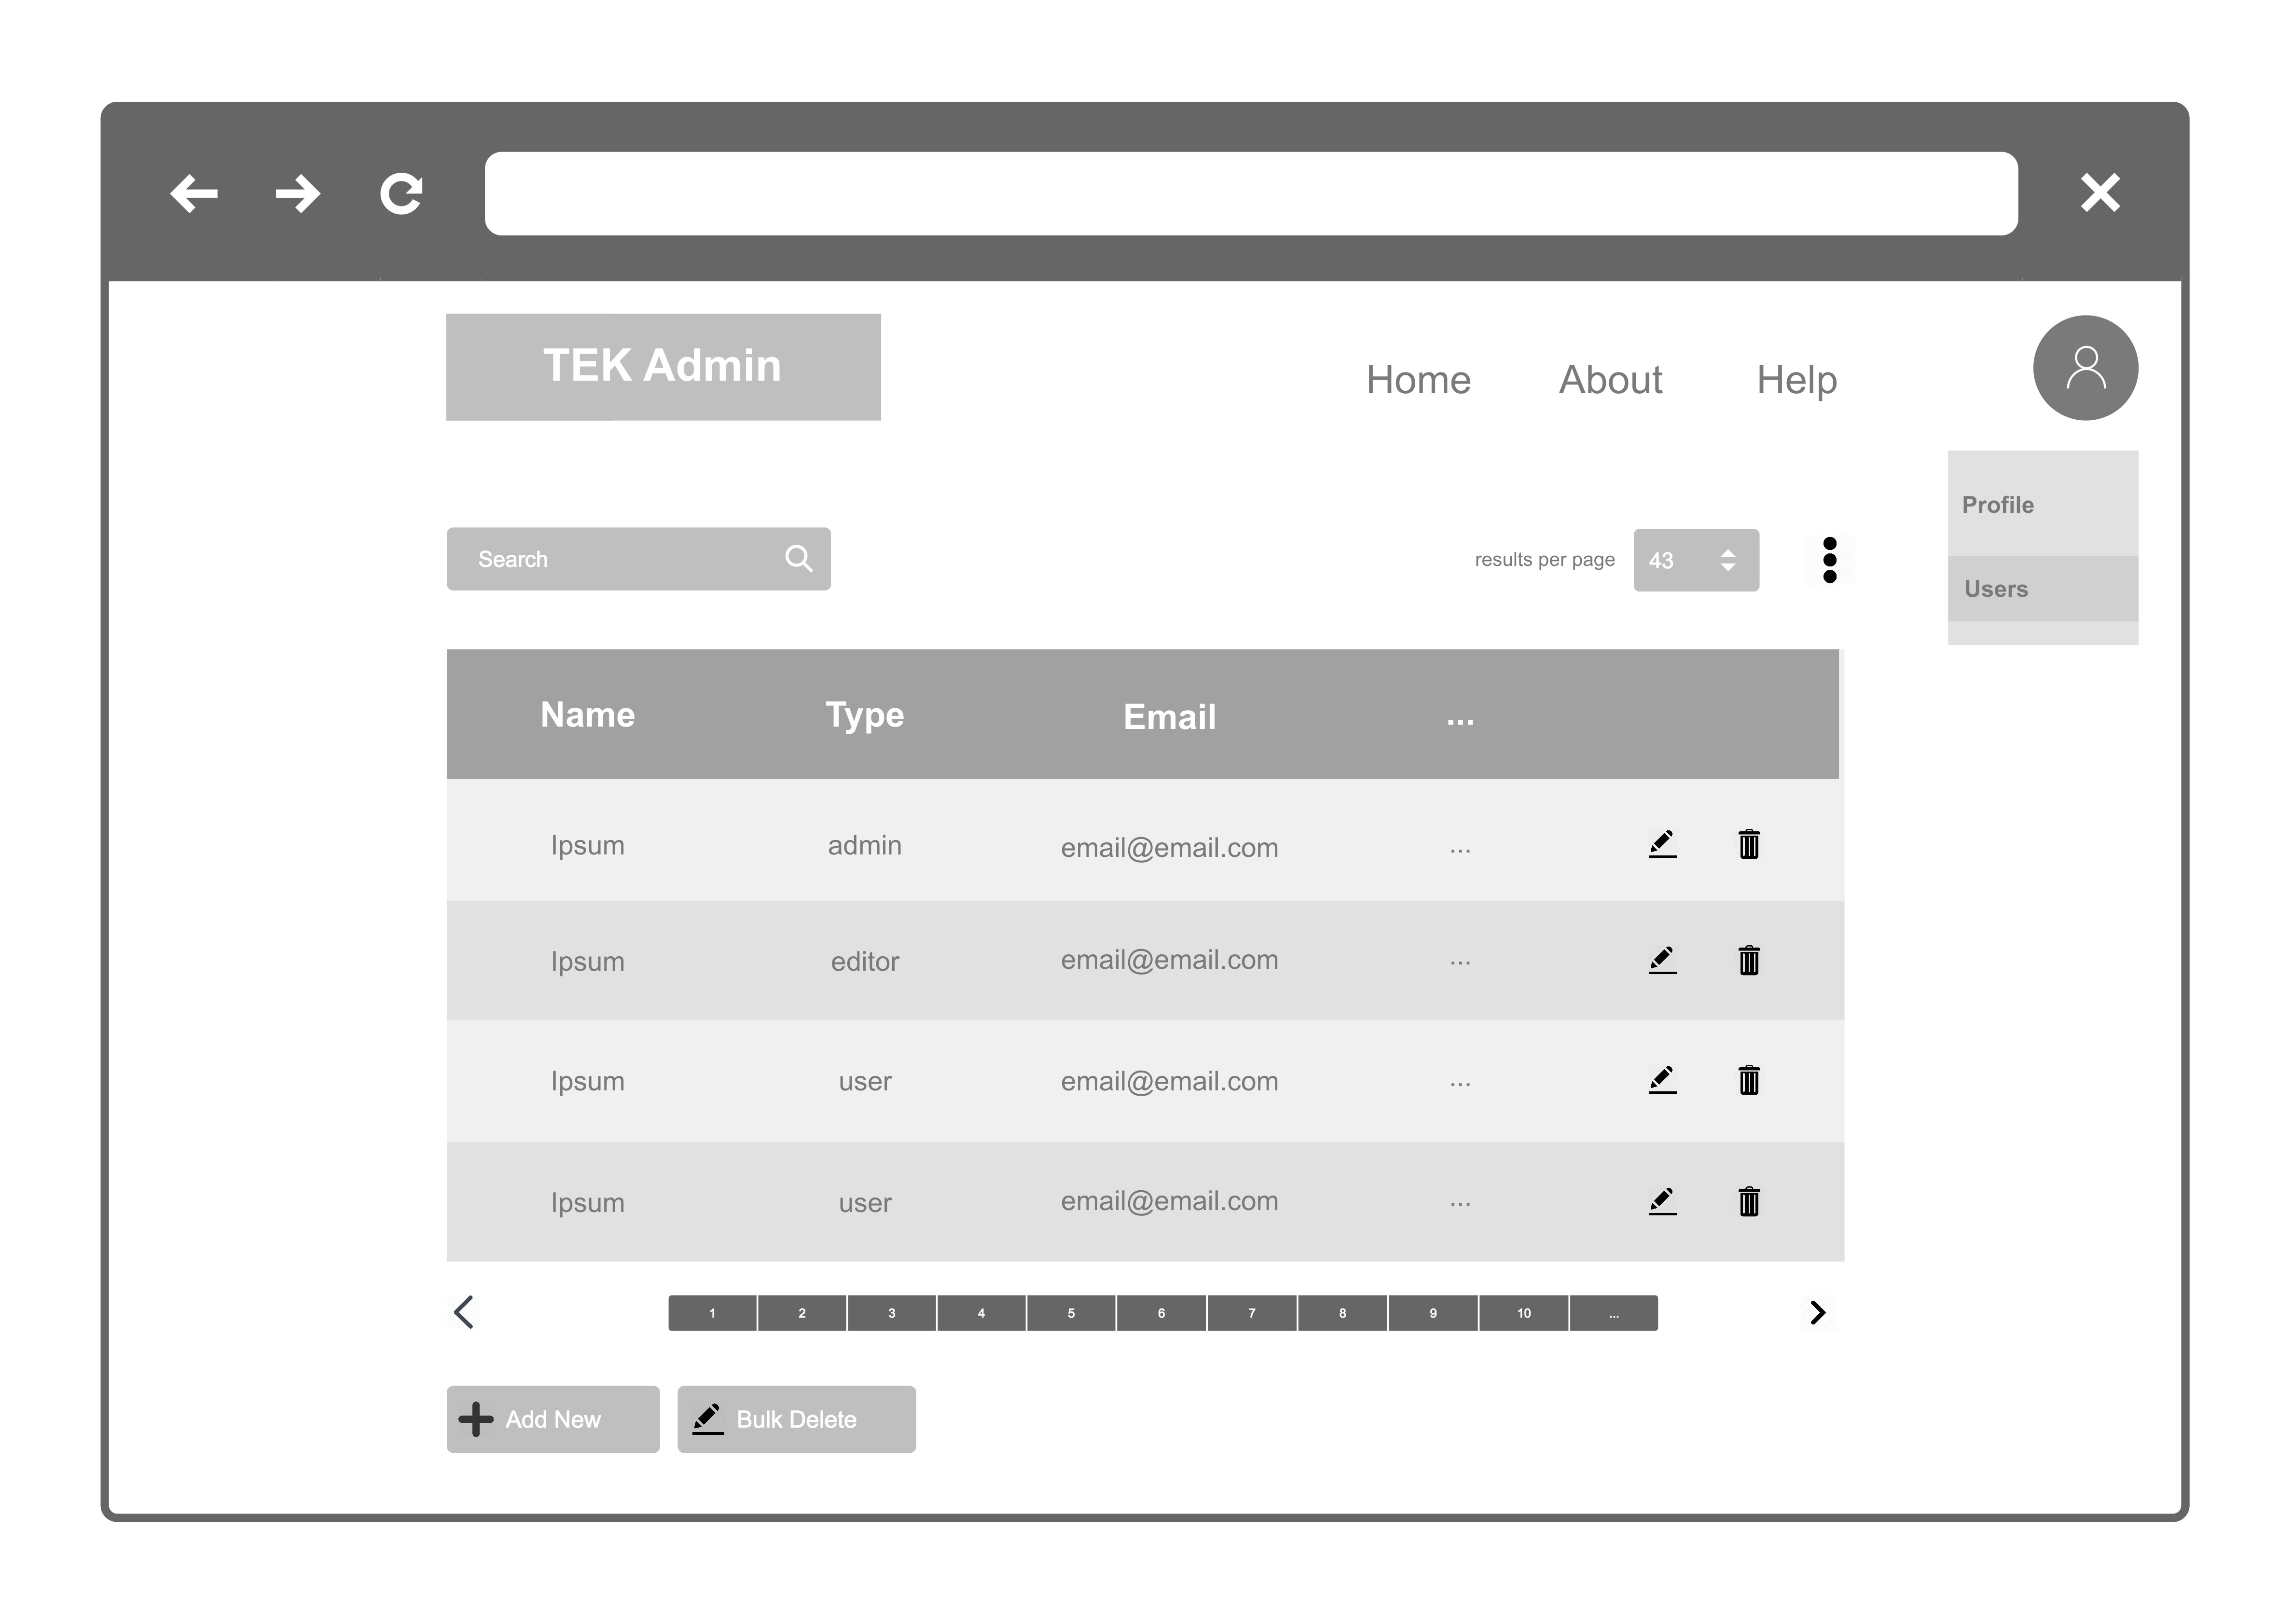 TEK Admin
Home About Help
Profile
Users
Search
results per page 43
Name Type Email ...
Ipsum admin email@email.com ...
Ipsum editor email@email.com ...
Ipsum user email@email.com ...
Ipsum user email@email.com ...
1 2 3 4 5 6 7 8 9 10 ...
Add New Bulk Delete